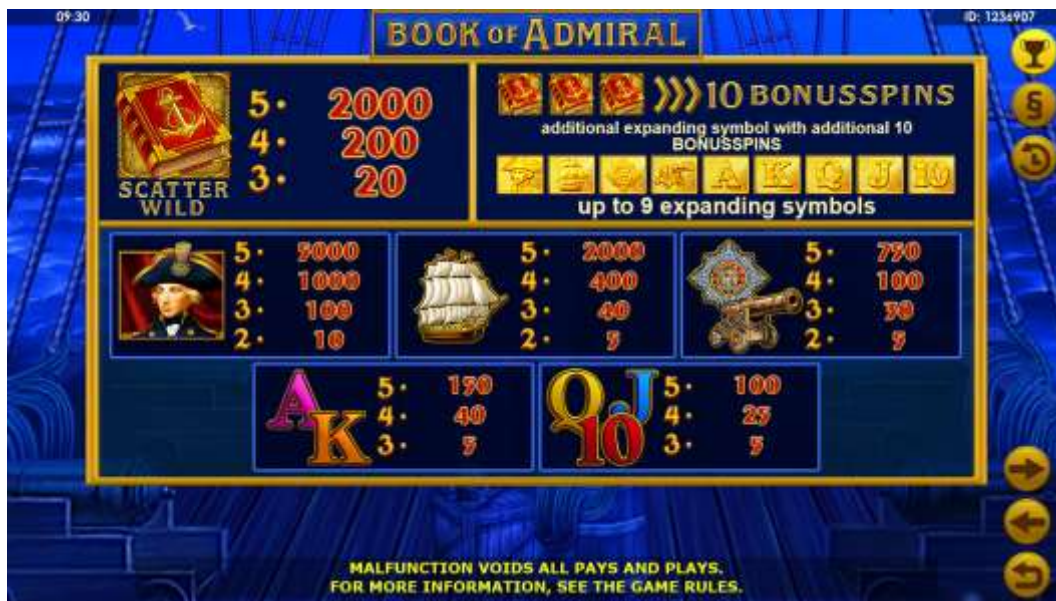 09:30
ID: 1236907
BOOK OF ADMIRAL
5· 2000
4· 200
3· 20
SCATTER
WILD
10 BONUSSPINS
additional expanding symbol with additional 10
BONUSSPINS
A K Q J 10
up to 9 expanding symbols
5· 5000
4· 1000
3· 100
2· 10
5· 2000
4· 400
3· 40
2· 5
5· 750
4· 100
3· 30
2· 5
A K
5· 150
4· 40
3· 5
Q J 10
5· 100
4· 25
3· 5
MALFUNCTION VOIDS ALL PAYS AND PLAYS.
FOR MORE INFORMATION, SEE THE GAME RULES.
§